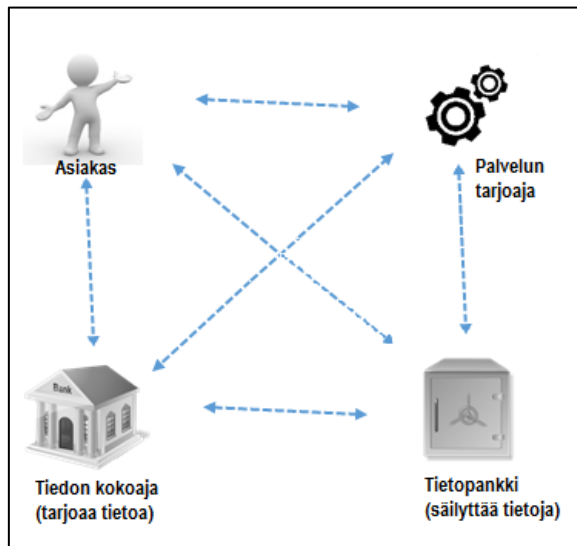 Asiakas
Palvelun
tarjoaja
Bank
Tiedon kokoaja
(tarjoaa tietoa)
Tietopankki
(säilyttää tietoja)